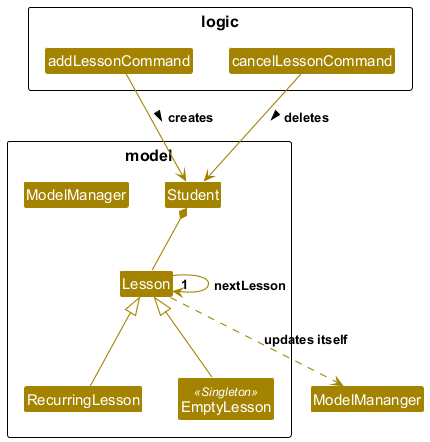 logic
addLessonCommand
cancelLessonCommand
creates
deletes
model
ModelManager
Student
Lesson
1
nextLesson
updates itself
RecurringLesson
«Singleton»
EmptyLesson
ModelMananger